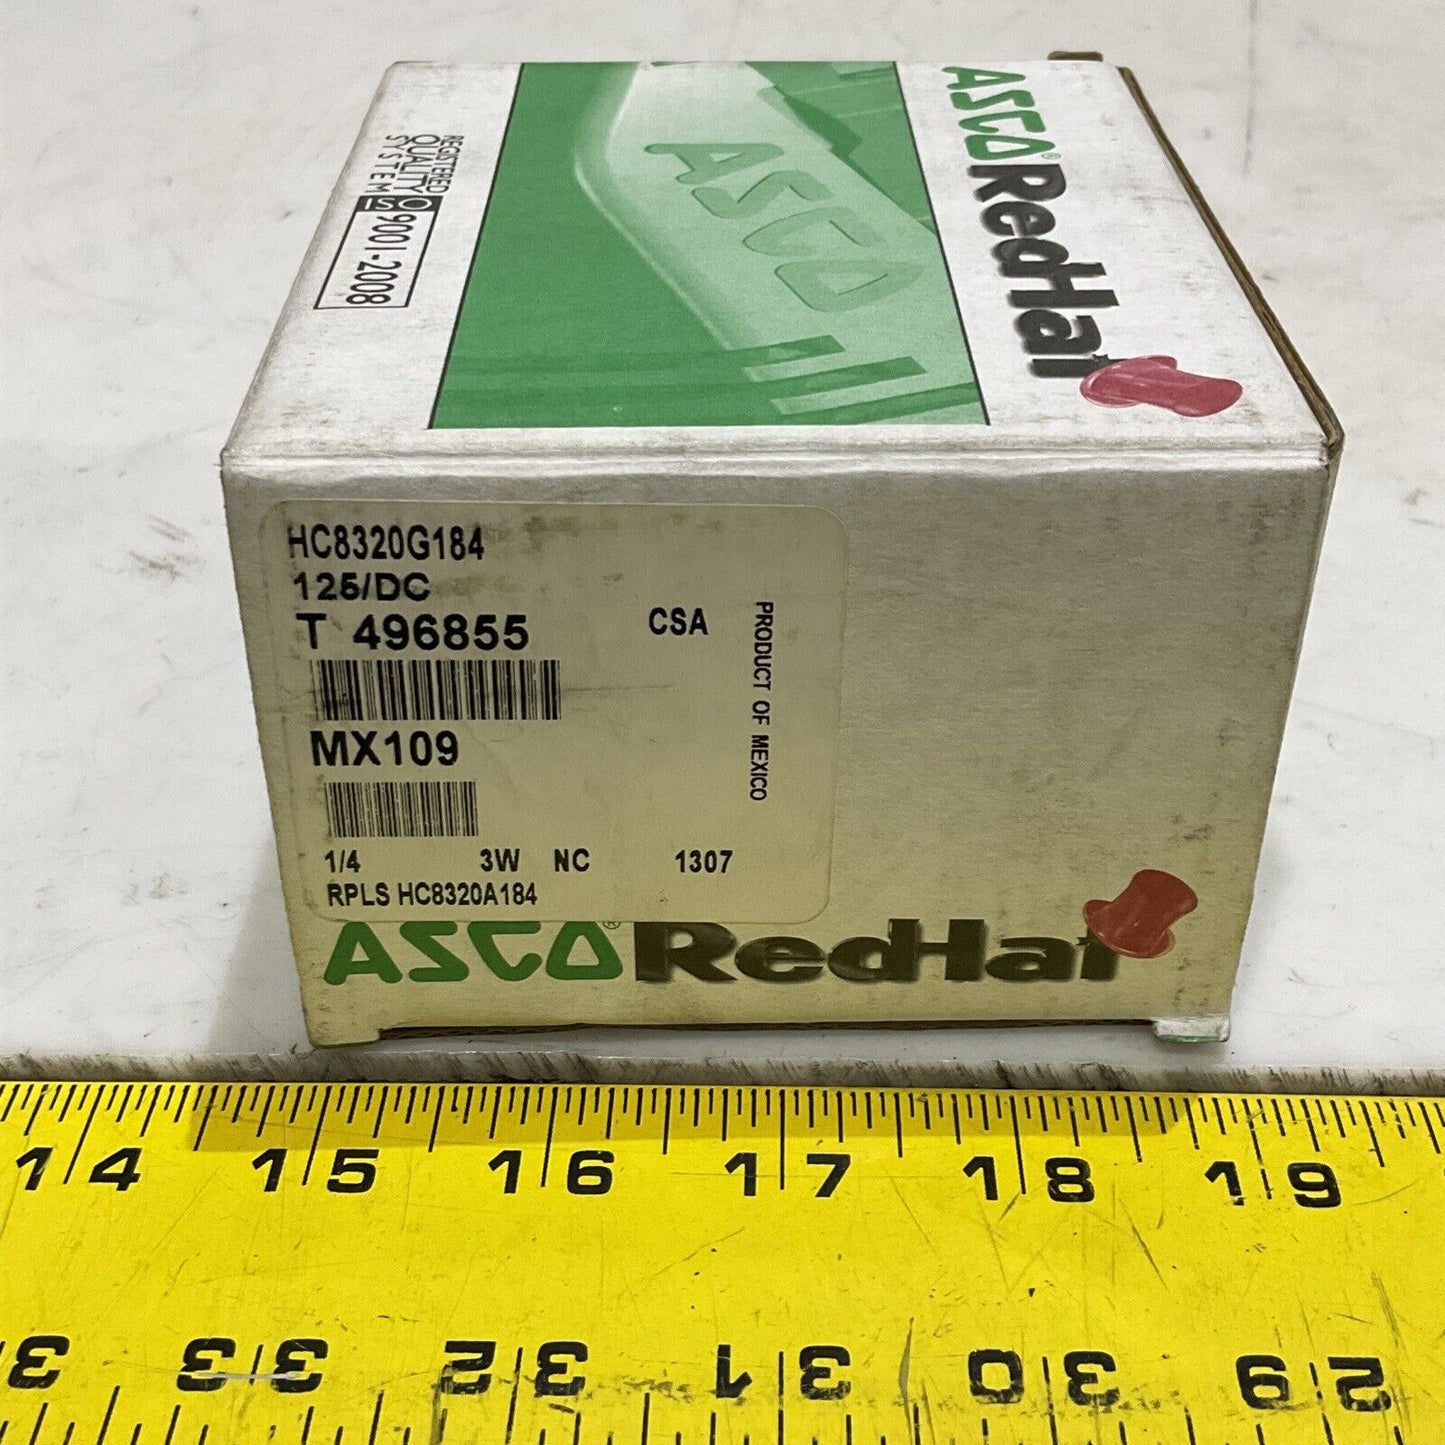 ASCO® RedHat
ASCO
REGISTERED
QUALITY
SYSTEM
ISO 9001-2008
HC8320G184
125/DC
T 496855
CSA
PRODUCT OF MEXICO
MX109
1/4 3W NC 1307
RPLS HC8320A184
ASCO® RedHat
14 15 16 17 18 19
33 32 31 30 29